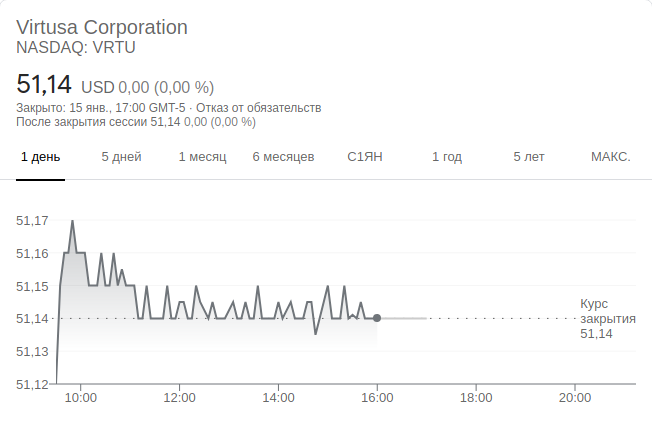 Virtusa Corporation
NASDAQ: VRTU
51,14 USD 0,00 (0,00 %)
Закрыто: 15 янв., 17:00 GMT-5 · Отказ от обязательств
После закрытия сессии 51,14 0,00 (0,00 %)
1 день 5 дней 1 месяц 6 месяцев С1ЯН 1 год 5 лет МАКС.
51,17
51,16
51,15
51,14
51,13
51,12
Курс
закрытия
51,14
10:00 12:00 14:00 16:00 18:00 20:00